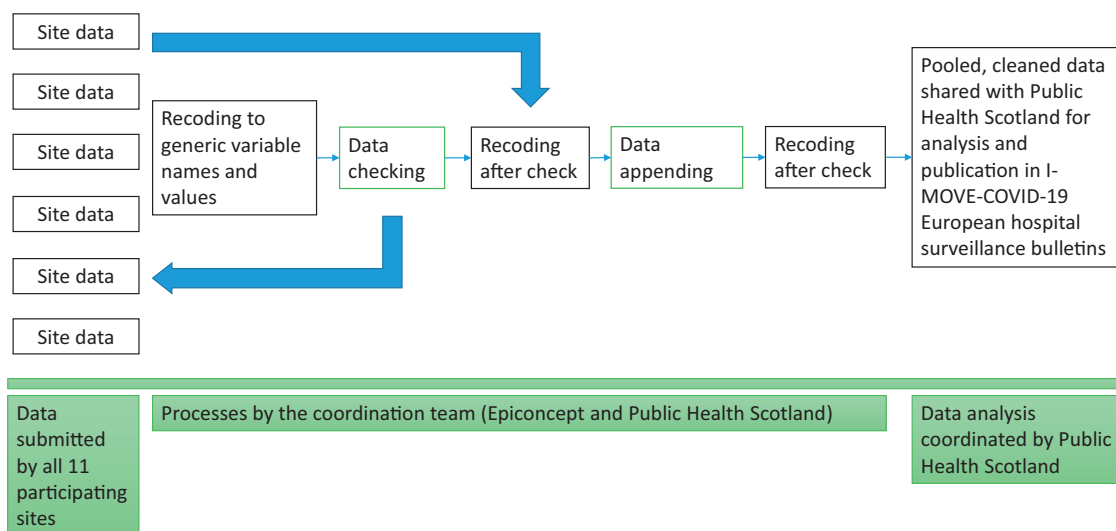 Site data
Site data
Site data
Site data
Site data
Site data
Recoding to
generic variable
names and
values
Data
checking
Recoding
after check
Data
appending
Recoding
after check
Pooled, cleaned data
shared with Public
Health Scotland for
analysis and
publication in I-
MOVE-COVID-19
European hospital
surveillance bulletins
Data
submitted
by all 11
participating
sites
Processes by the coordination team (Epiconcept and Public Health Scotland)
Data analysis
coordinated by Public
Health Scotland